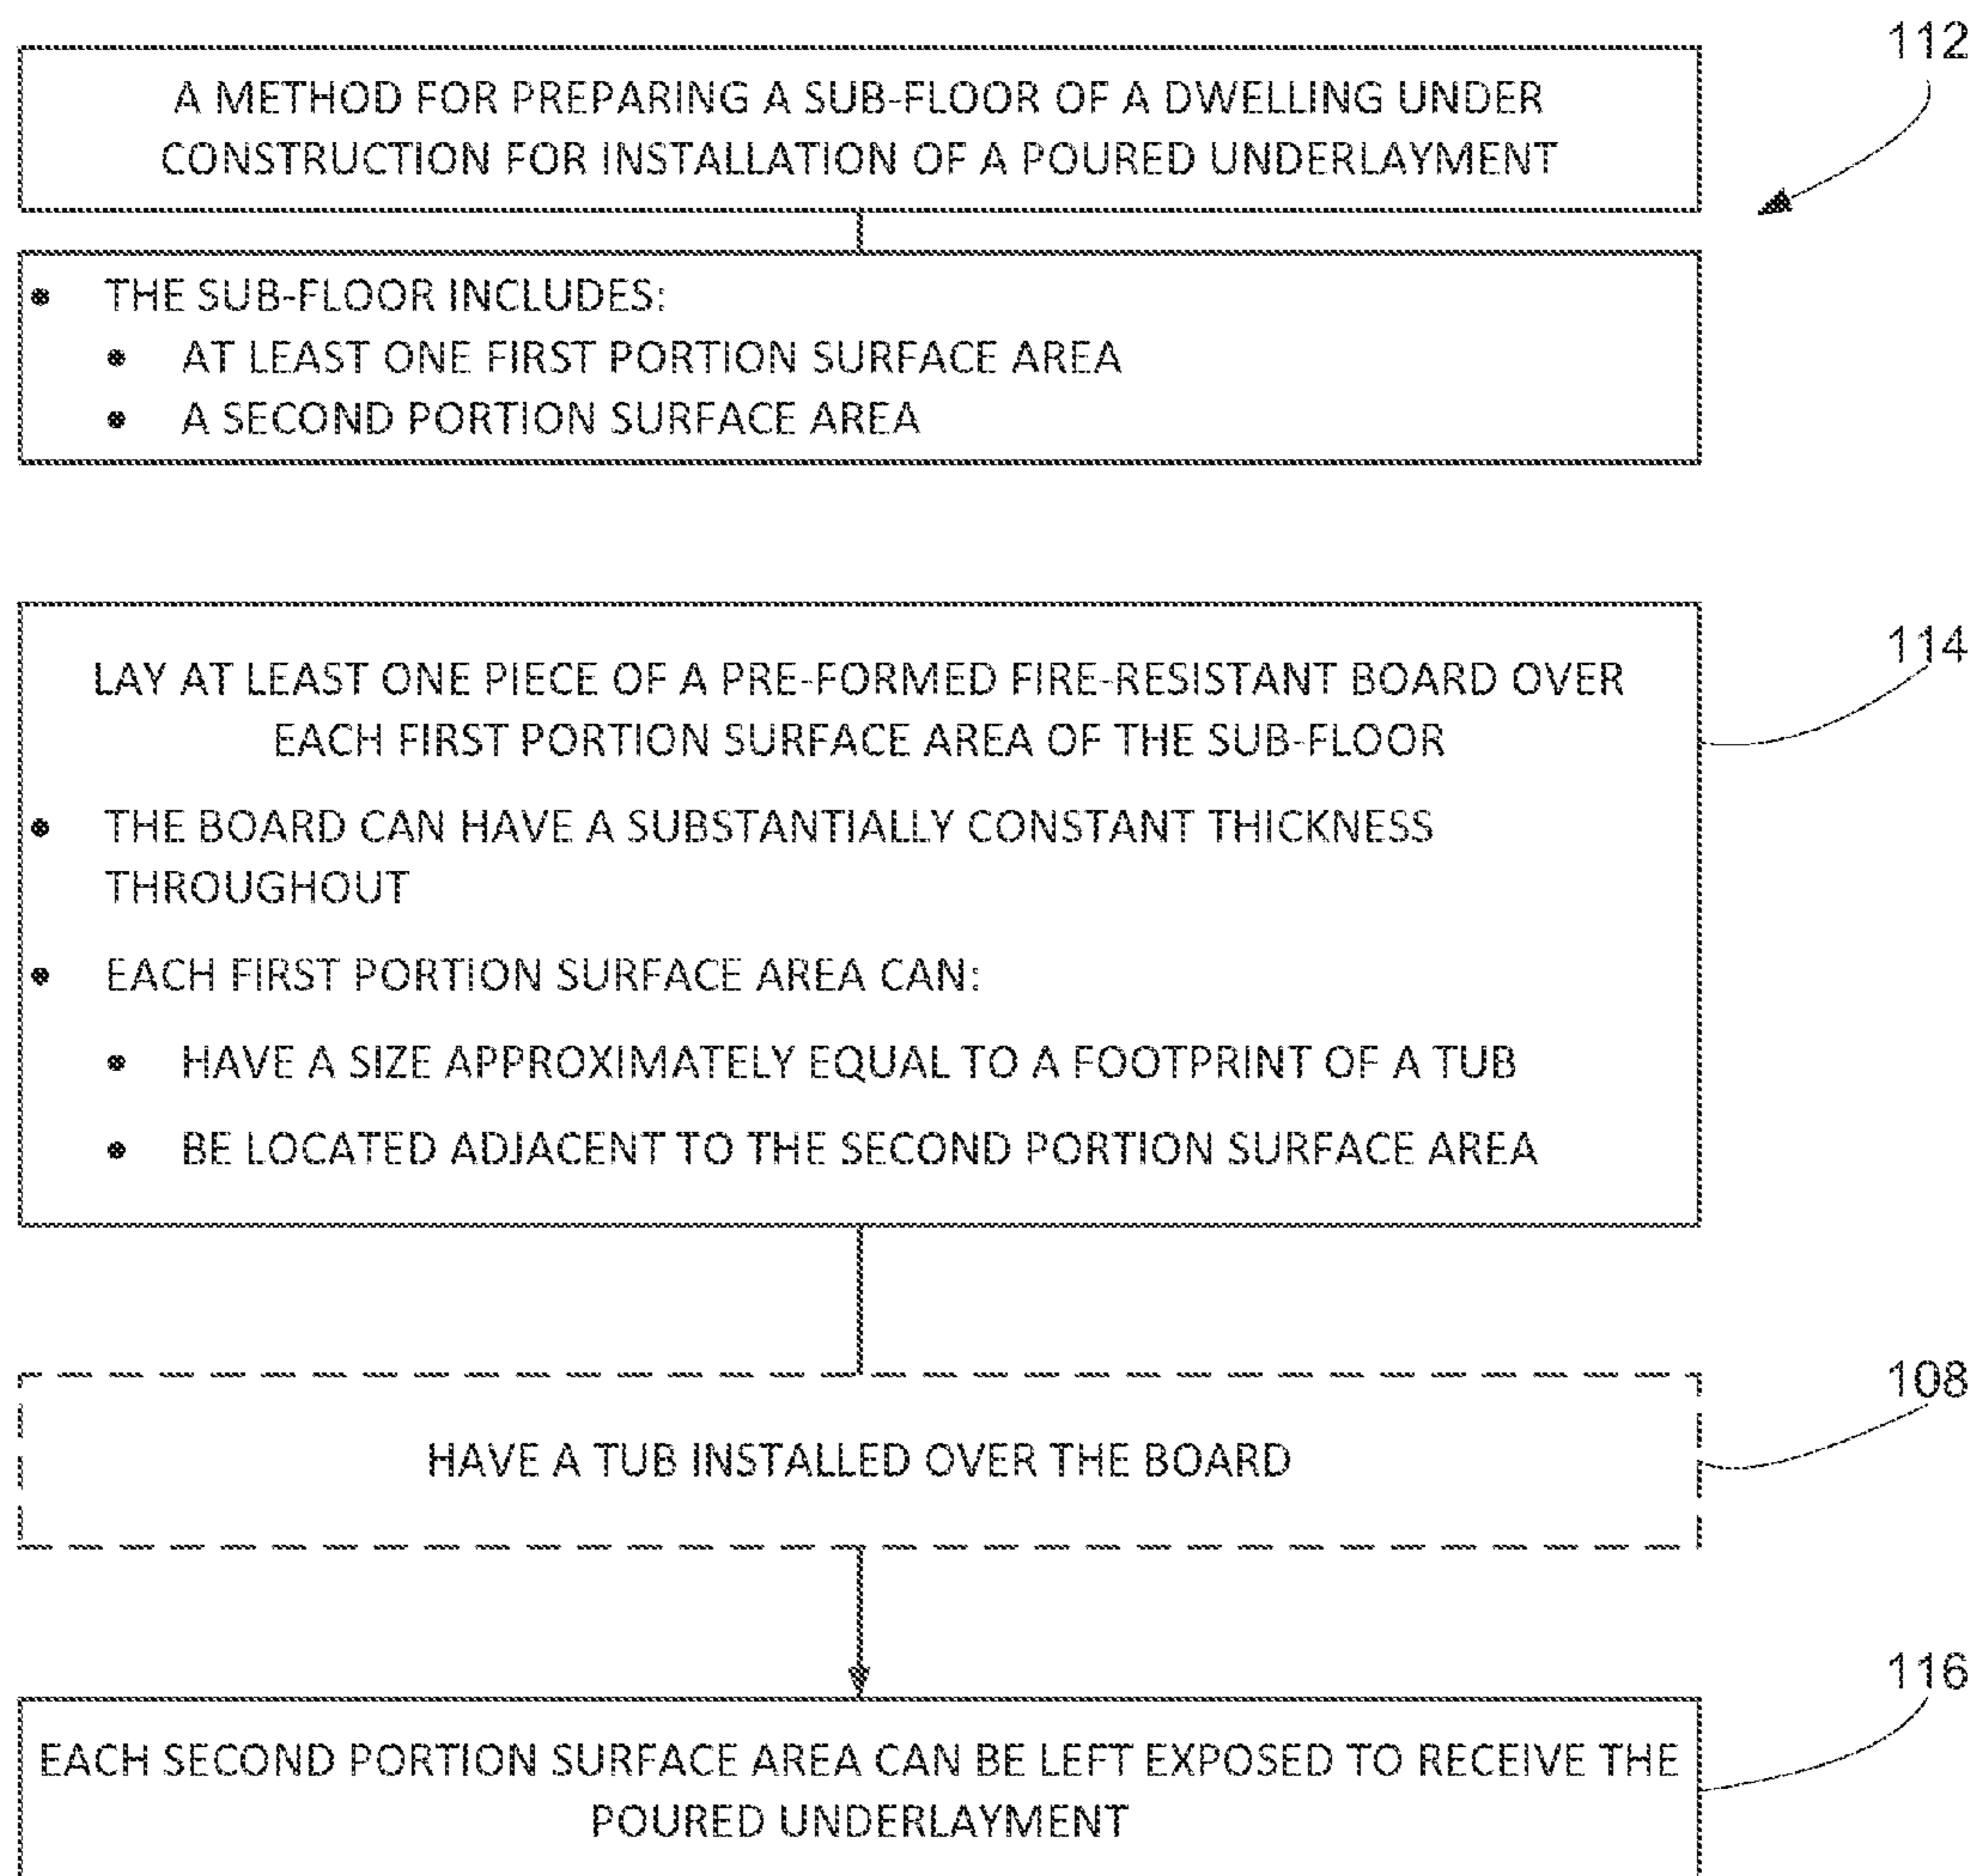 112
A METHOD FOR PREPARING A SUB-FLOOR OF A DWELLING UNDER
CONSTRUCTION FOR INSTALLATION OF A POURED UNDERLAYMENT
• THE SUB-FLOOR INCLUDES:
• AT LEAST ONE FIRST PORTION SURFACE AREA
• A SECOND PORTION SURFACE AREA
114
LAY AT LEAST ONE PIECE OF A PRE-FORMED FIRE-RESISTANT BOARD OVER
EACH FIRST PORTION SURFACE AREA OF THE SUB-FLOOR
• THE BOARD CAN HAVE A SUBSTANTIALLY CONSTANT THICKNESS
THROUGHOUT
• EACH FIRST PORTION SURFACE AREA CAN:
• HAVE A SIZE APPROXIMATELY EQUAL TO A FOOTPRINT OF A TUB
• BE LOCATED ADJACENT TO THE SECOND PORTION SURFACE AREA
108
HAVE A TUB INSTALLED OVER THE BOARD
116
EACH SECOND PORTION SURFACE AREA CAN BE LEFT EXPOSED TO RECEIVE THE
POURED UNDERLAYMENT